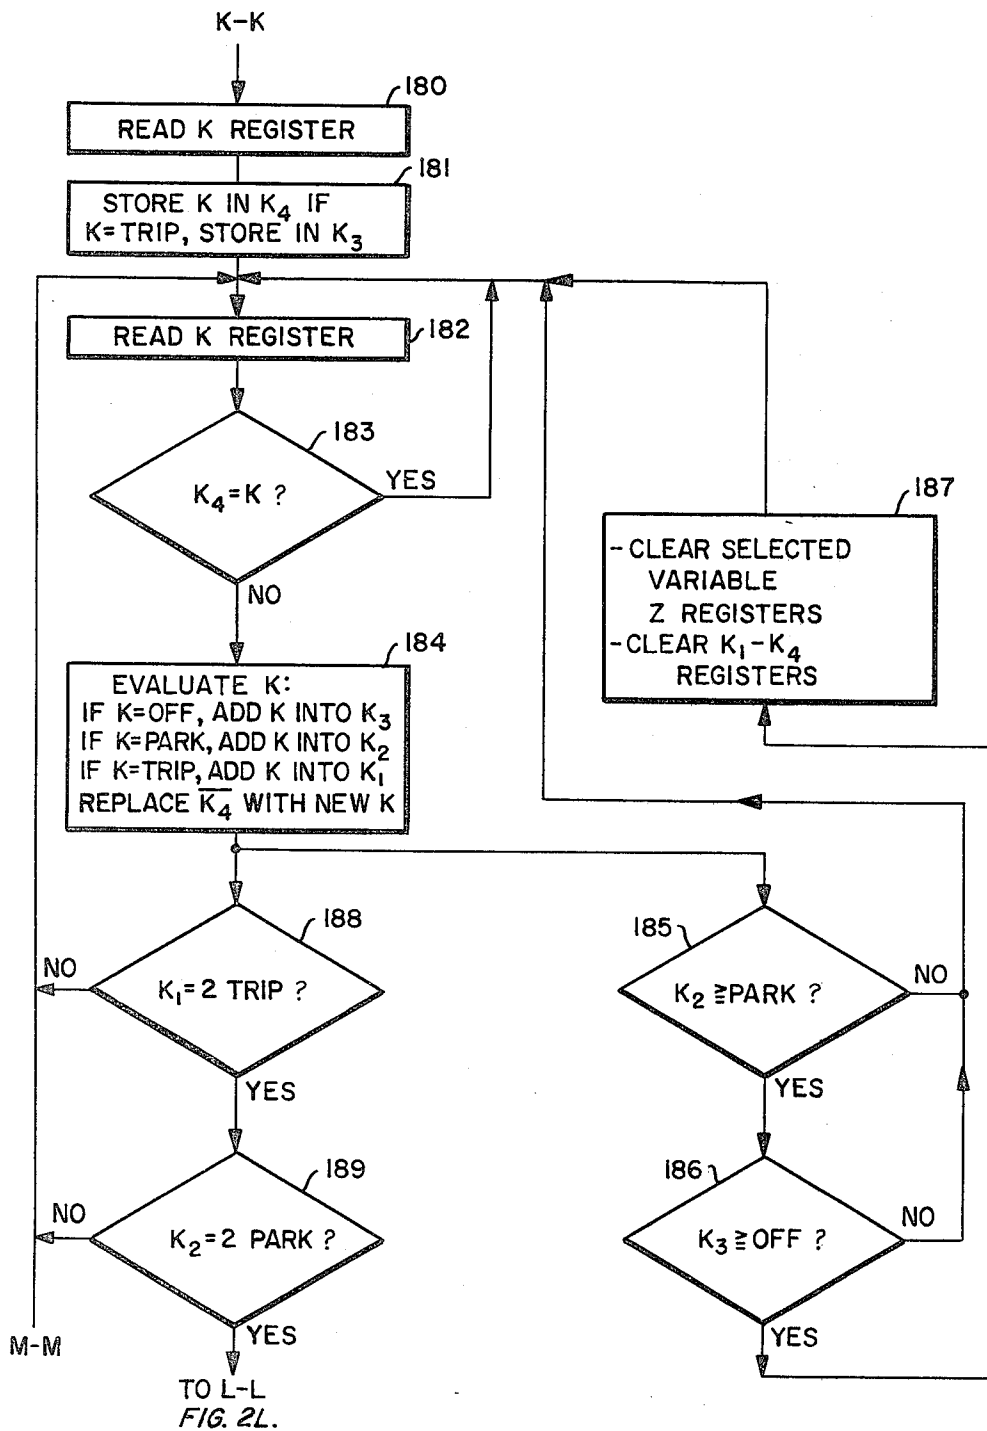 K-K
180
READ K REGISTER
181
STORE K IN K4 IF
K=TRIP, STORE IN K3
READ K REGISTER
182
183
K4=K ?
YES
NO
184
EVALUATE K:
IF K=OFF, ADD K INTO K3
IF K=PARK, ADD K INTO K2
IF K=TRIP, ADD K INTO K1
REPLACE K̅4̅ WITH NEW K
187
-CLEAR SELECTED
VARIABLE
Z REGISTERS
-CLEAR K1-K4
REGISTERS
188
K1=2 TRIP ?
NO
YES
185
K2≧PARK ?
NO
YES
189
K2=2 PARK ?
NO
YES
186
K3≧OFF ?
NO
YES
M-M
TO L-L
FIG. 2L.